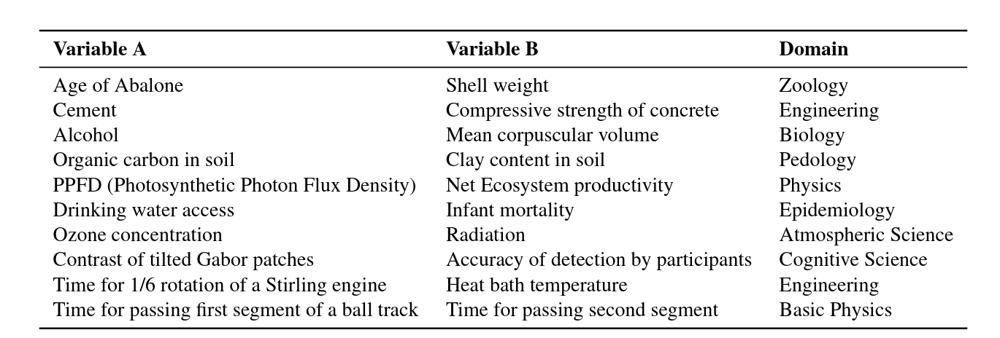 Variable A Variable B Domain
Age of Abalone Shell weight Zoology
Cement Compressive strength of concrete Engineering
Alcohol Mean corpuscular volume Biology
Organic carbon in soil Clay content in soil Pedology
PPFD (Photosynthetic Photon Flux Density) Net Ecosystem productivity Physics
Drinking water access Infant mortality Epidemiology
Ozone concentration Radiation Atmospheric Science
Contrast of tilted Gabor patches Accuracy of detection by participants Cognitive Science
Time for 1/6 rotation of a Stirling engine Heat bath temperature Engineering
Time for passing first segment of a ball track Time for passing second segment Basic Physics